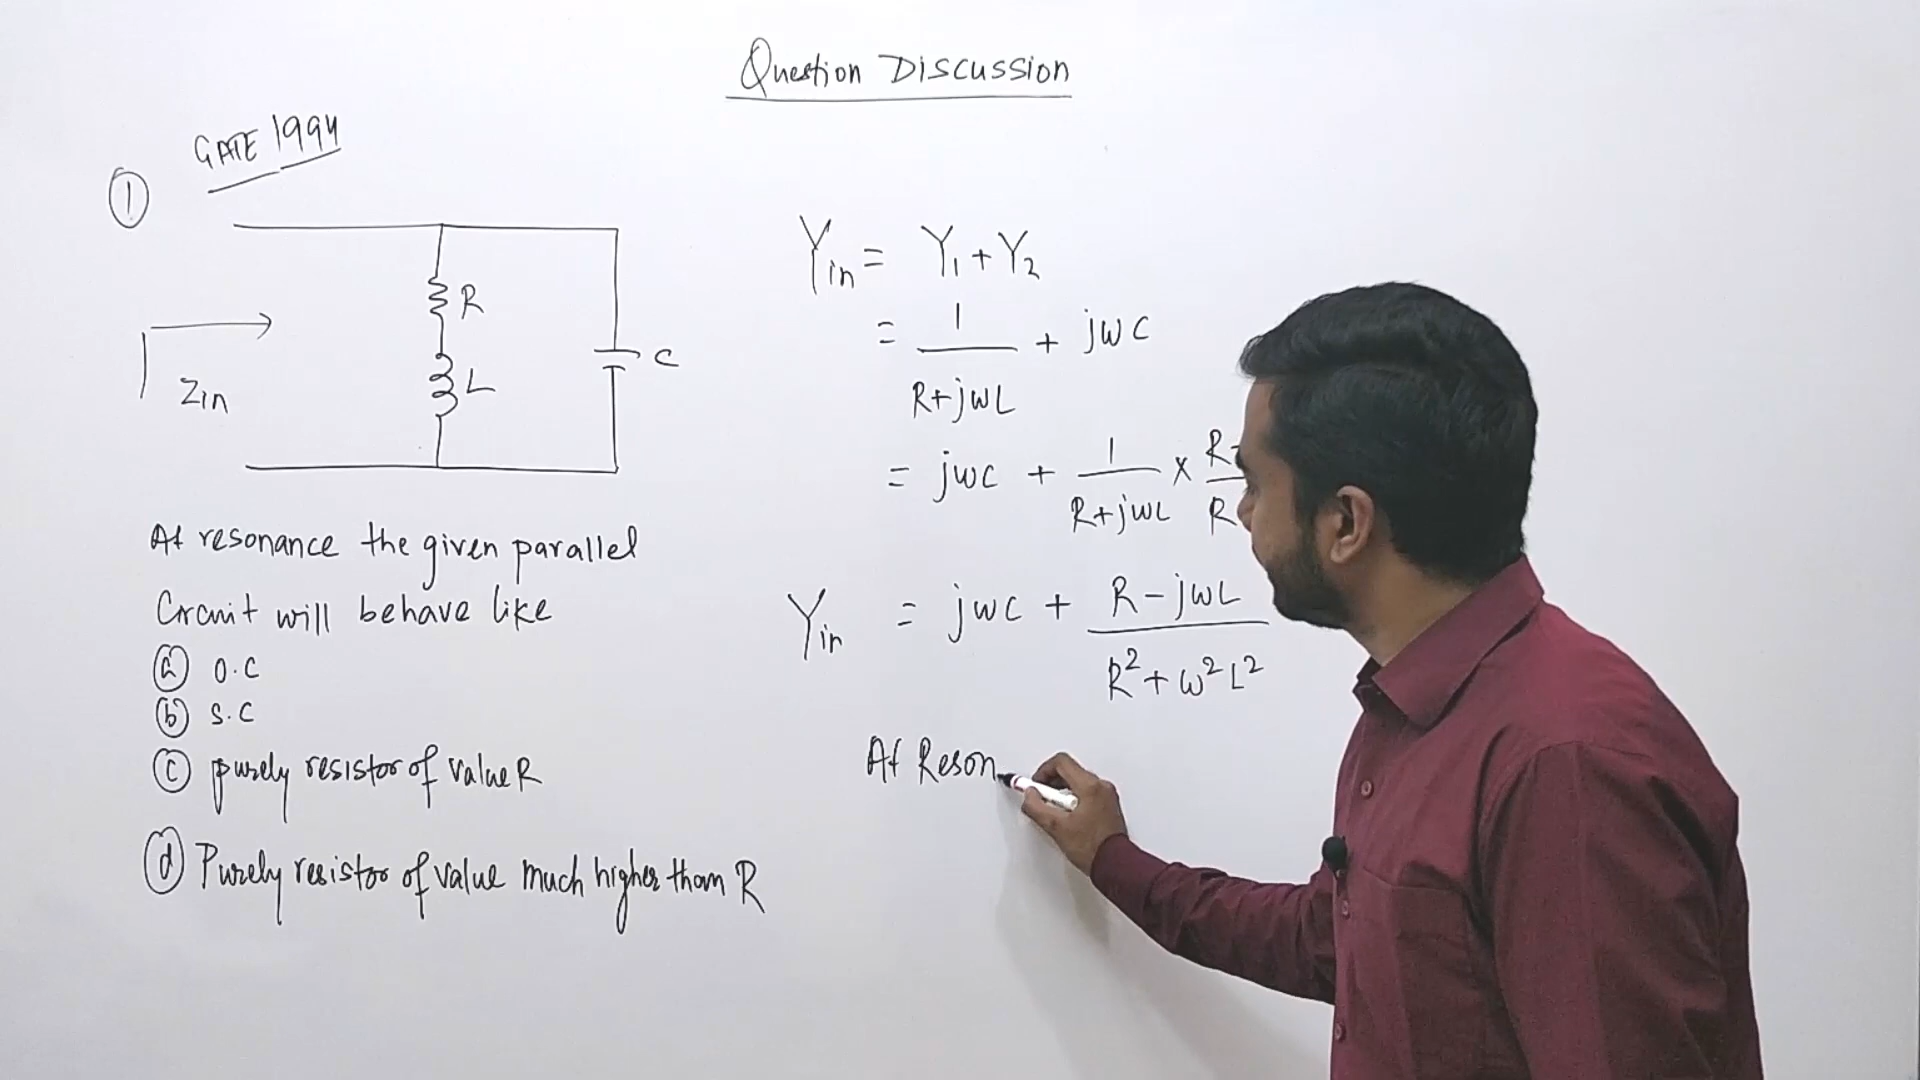 Question Discussion
GATE 1994
①
R
L
C
Zin
At resonance the given parallel
Circuit will behave like
ⓐ O.C
ⓑ S.C
ⓒ purely resistor of value R
ⓓ Purely resistor of value much higher than R
Yin = Y₁ + Y₂
= 1/(R+jωL) + jωC
= jωC + 1/(R+jωL) × R
Yin = jωC + (R-jωL)/(R²+ω²L²)
At Reson